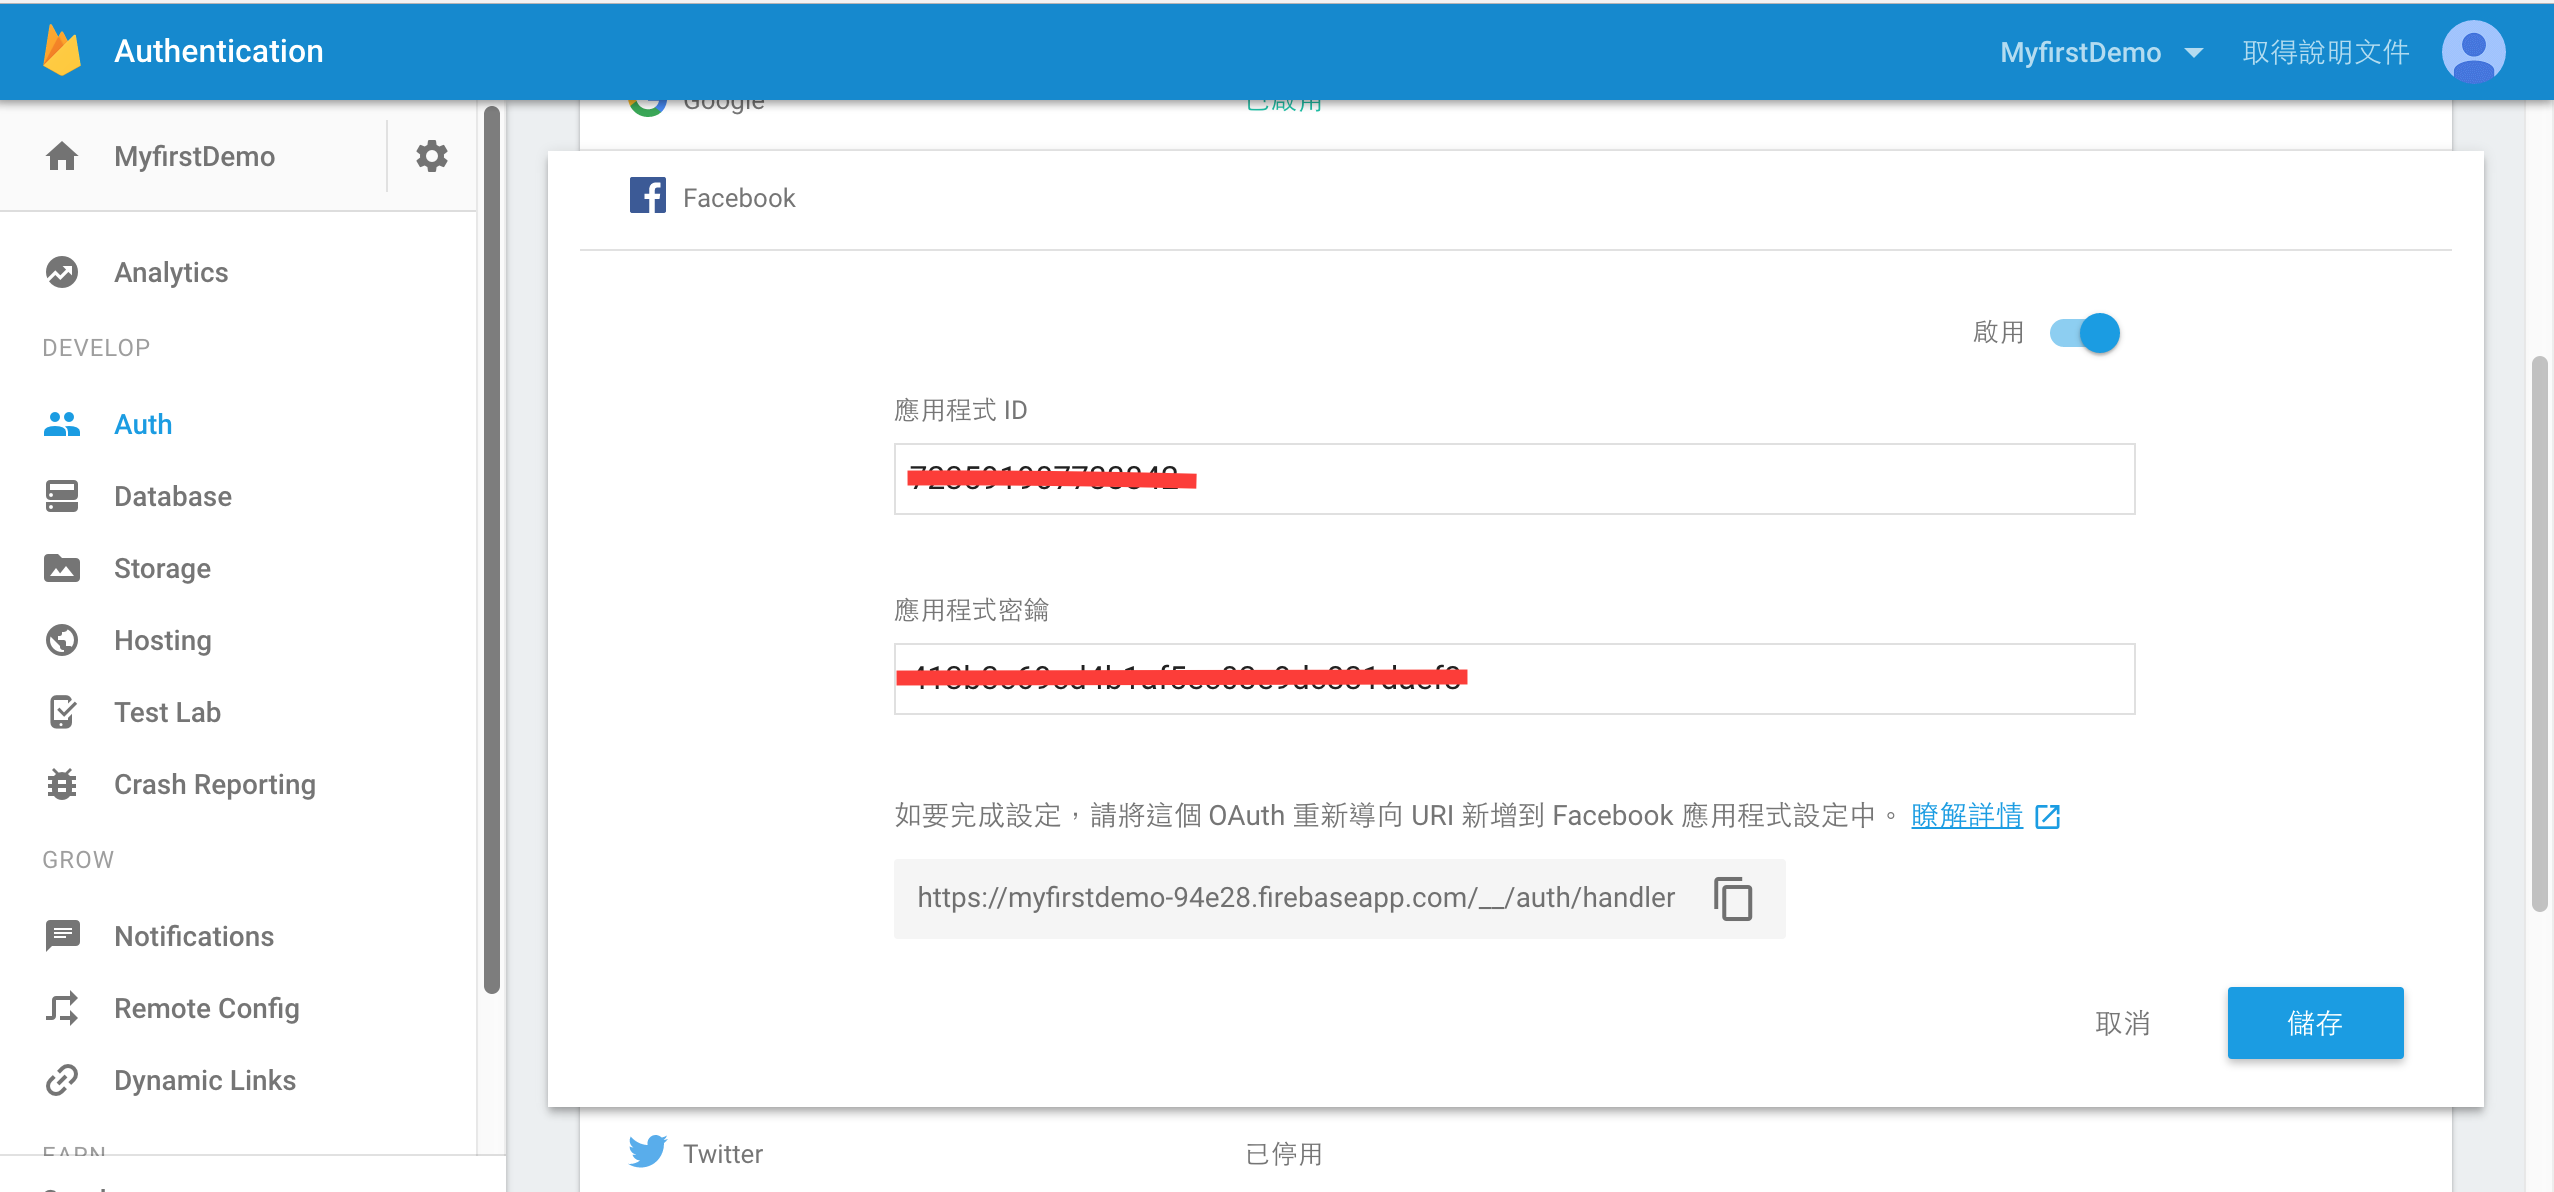 Authentication
MyfirstDemo
取得說明文件
MyfirstDemo
Analytics
DEVELOP
Auth
Database
Storage
Hosting
Test Lab
Crash Reporting
GROW
Notifications
Remote Config
Dynamic Links
EARN
Google
已啟用
Facebook
啟用
應用程式 ID
應用程式密鑰
如要完成設定，請將這個 OAuth 重新導向 URI 新增到 Facebook 應用程式設定中。 瞭解詳情
https://myfirstdemo-94e28.firebaseapp.com/__/auth/handler
取消
儲存
Twitter
已停用